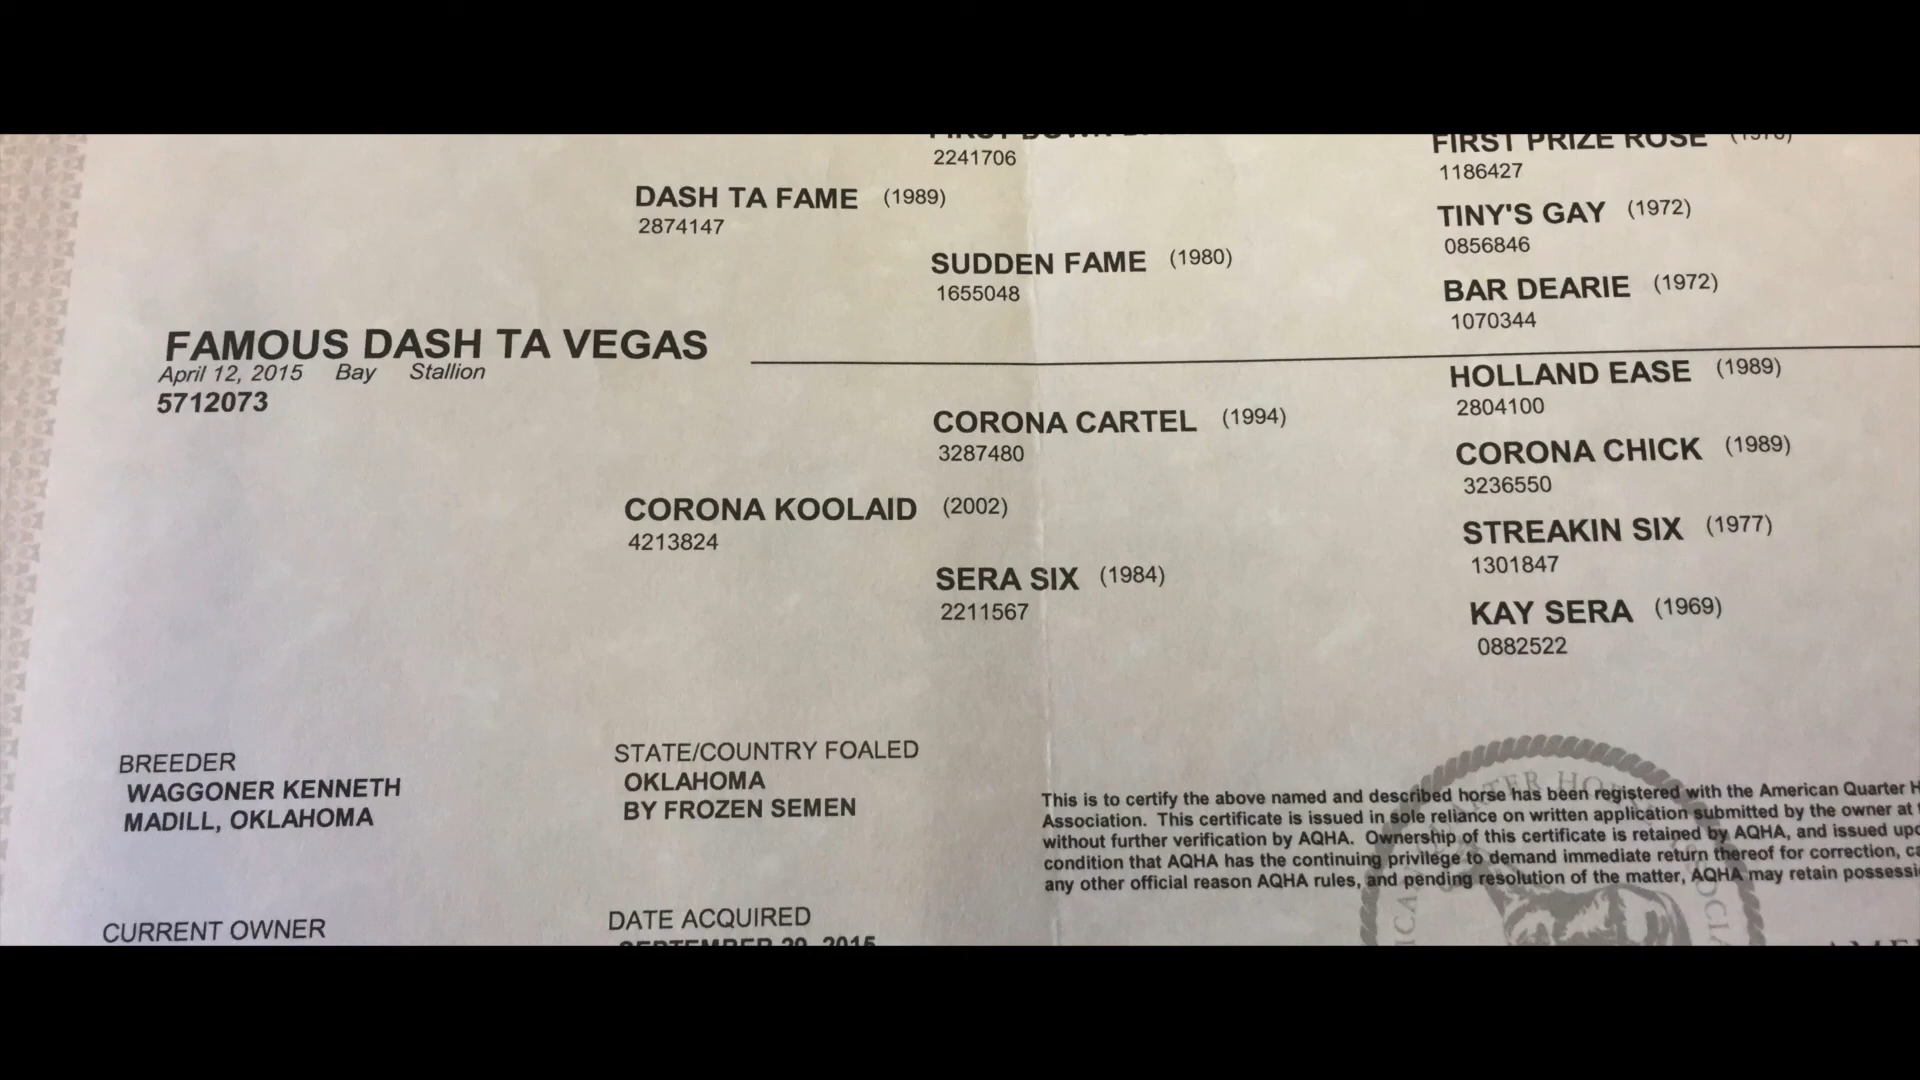 2241706
FIRST PRIZE ROSE
1186427
DASH TA FAME (1989)
2874147
TINY'S GAY (1972)
0856846
SUDDEN FAME (1980)
1655048
BAR DEARIE (1972)
1070344
FAMOUS DASH TA VEGAS
April 12, 2015 Bay Stallion
5712073
HOLLAND EASE (1989)
2804100
CORONA CARTEL (1994)
3287480
CORONA CHICK (1989)
3236550
CORONA KOOLAID (2002)
4213824
STREAKIN SIX (1977)
1301847
SERA SIX (1984)
2211567
KAY SERA (1969)
0882522
BREEDER
WAGGONER KENNETH
MADILL, OKLAHOMA
STATE/COUNTRY FOALED
OKLAHOMA
BY FROZEN SEMEN
This is to certify the above named and described horse has been registered with the American Quarter H
Association. This certificate is issued in sole reliance on written application submitted by the owner at
without further verification by AQHA. Ownership of this certificate is retained by AQHA, and issued upo
condition that AQHA has the continuing privilege to demand immediate return thereof for correction, ca
any other official reason AQHA rules, and pending resolution of the matter, AQHA may retain possessi
CURRENT OWNER
DATE ACQUIRED